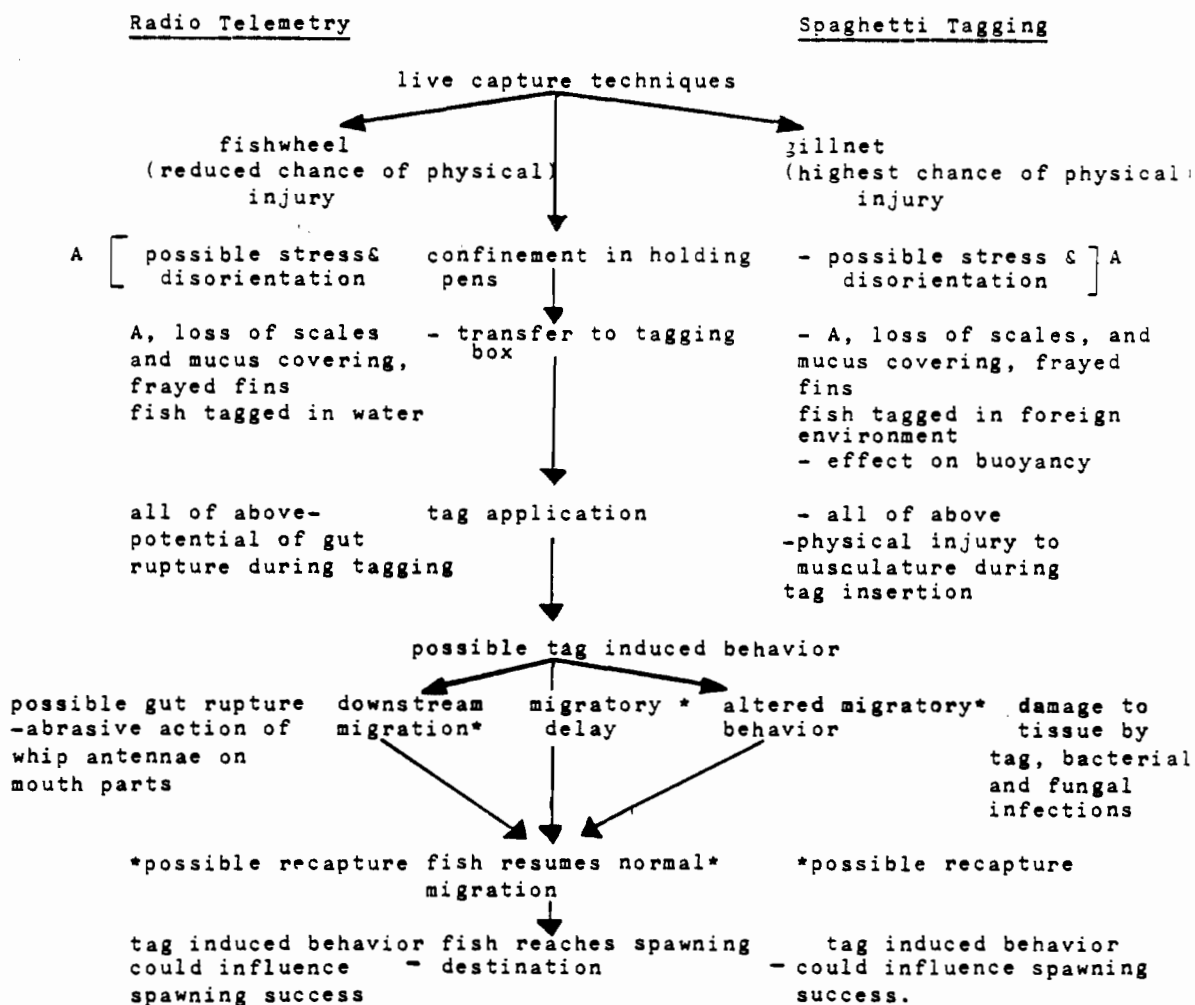 Radio Telemetry Spaghetti Tagging
live capture techniques
fishwheel
(reduced chance of physical)
injury
gillnet
(highest chance of physical
injury
A [ possible stress&
disorientation
confinement in holding
pens
- possible stress & ] A
disorientation
A, loss of scales
and mucus covering,
frayed fins
fish tagged in water
- transfer to tagging
box
- A, loss of scales, and
mucus covering, frayed
fins
fish tagged in foreign
environment
- effect on buoyancy
all of above-
potential of gut
rupture during tagging
tag application
- all of above
-physical injury to
musculature during
tag insertion
possible tag induced behavior
possible gut rupture
-abrasive action of
whip antennae on
mouth parts
downstream
migration*
migratory *
delay
altered migratory*
behavior
damage to
tissue by
tag, bacterial
and fungal
infections
*possible recapture
fish resumes normal*
migration
*possible recapture
tag induced behavior
could influence
spawning success
fish reaches spawning
- destination
tag induced behavior
- could influence spawning
success.